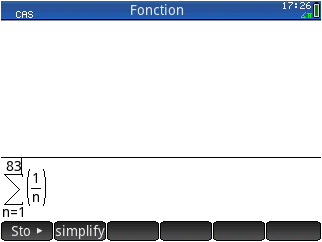 Fonction
17:26
CAS
∡π
83
∑ (1/n)
n=1
Sto ▸ simplify